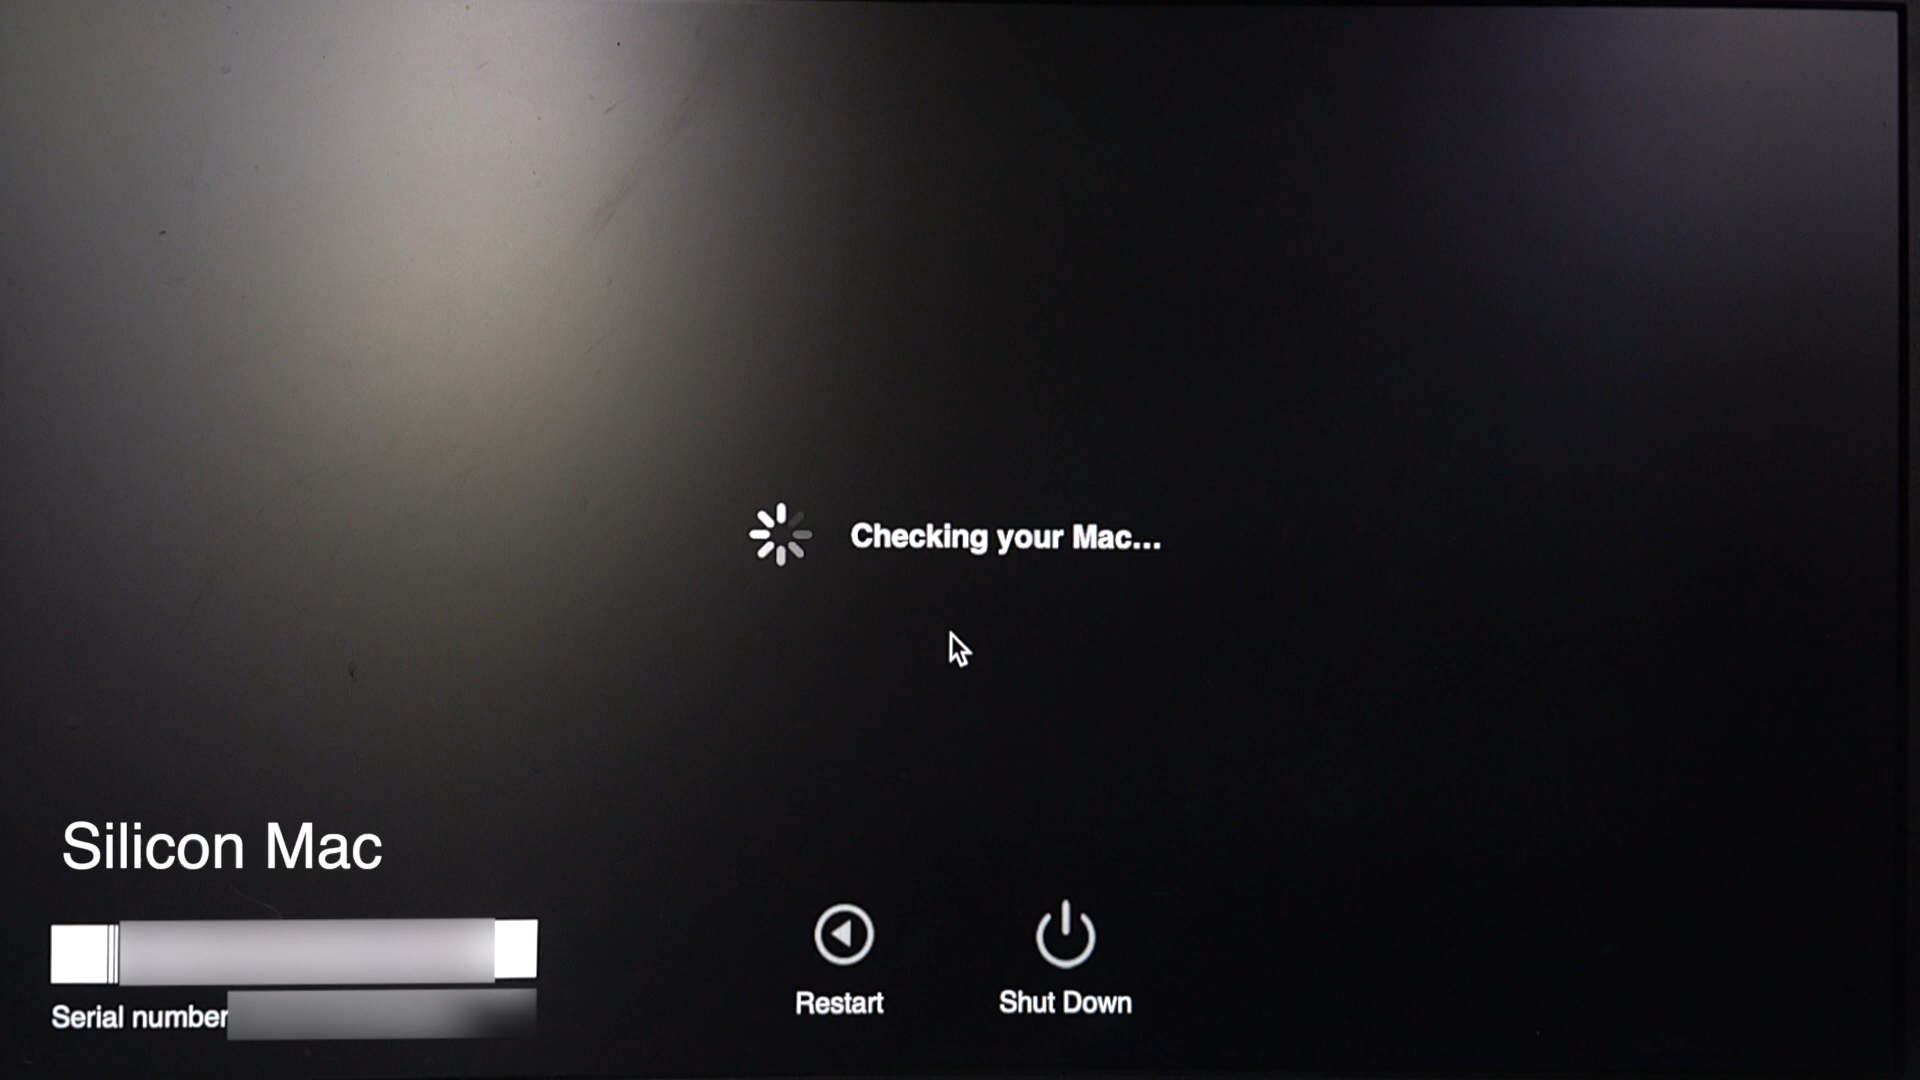 Checking your Mac...
Silicon Mac
Serial number
Restart
Shut Down